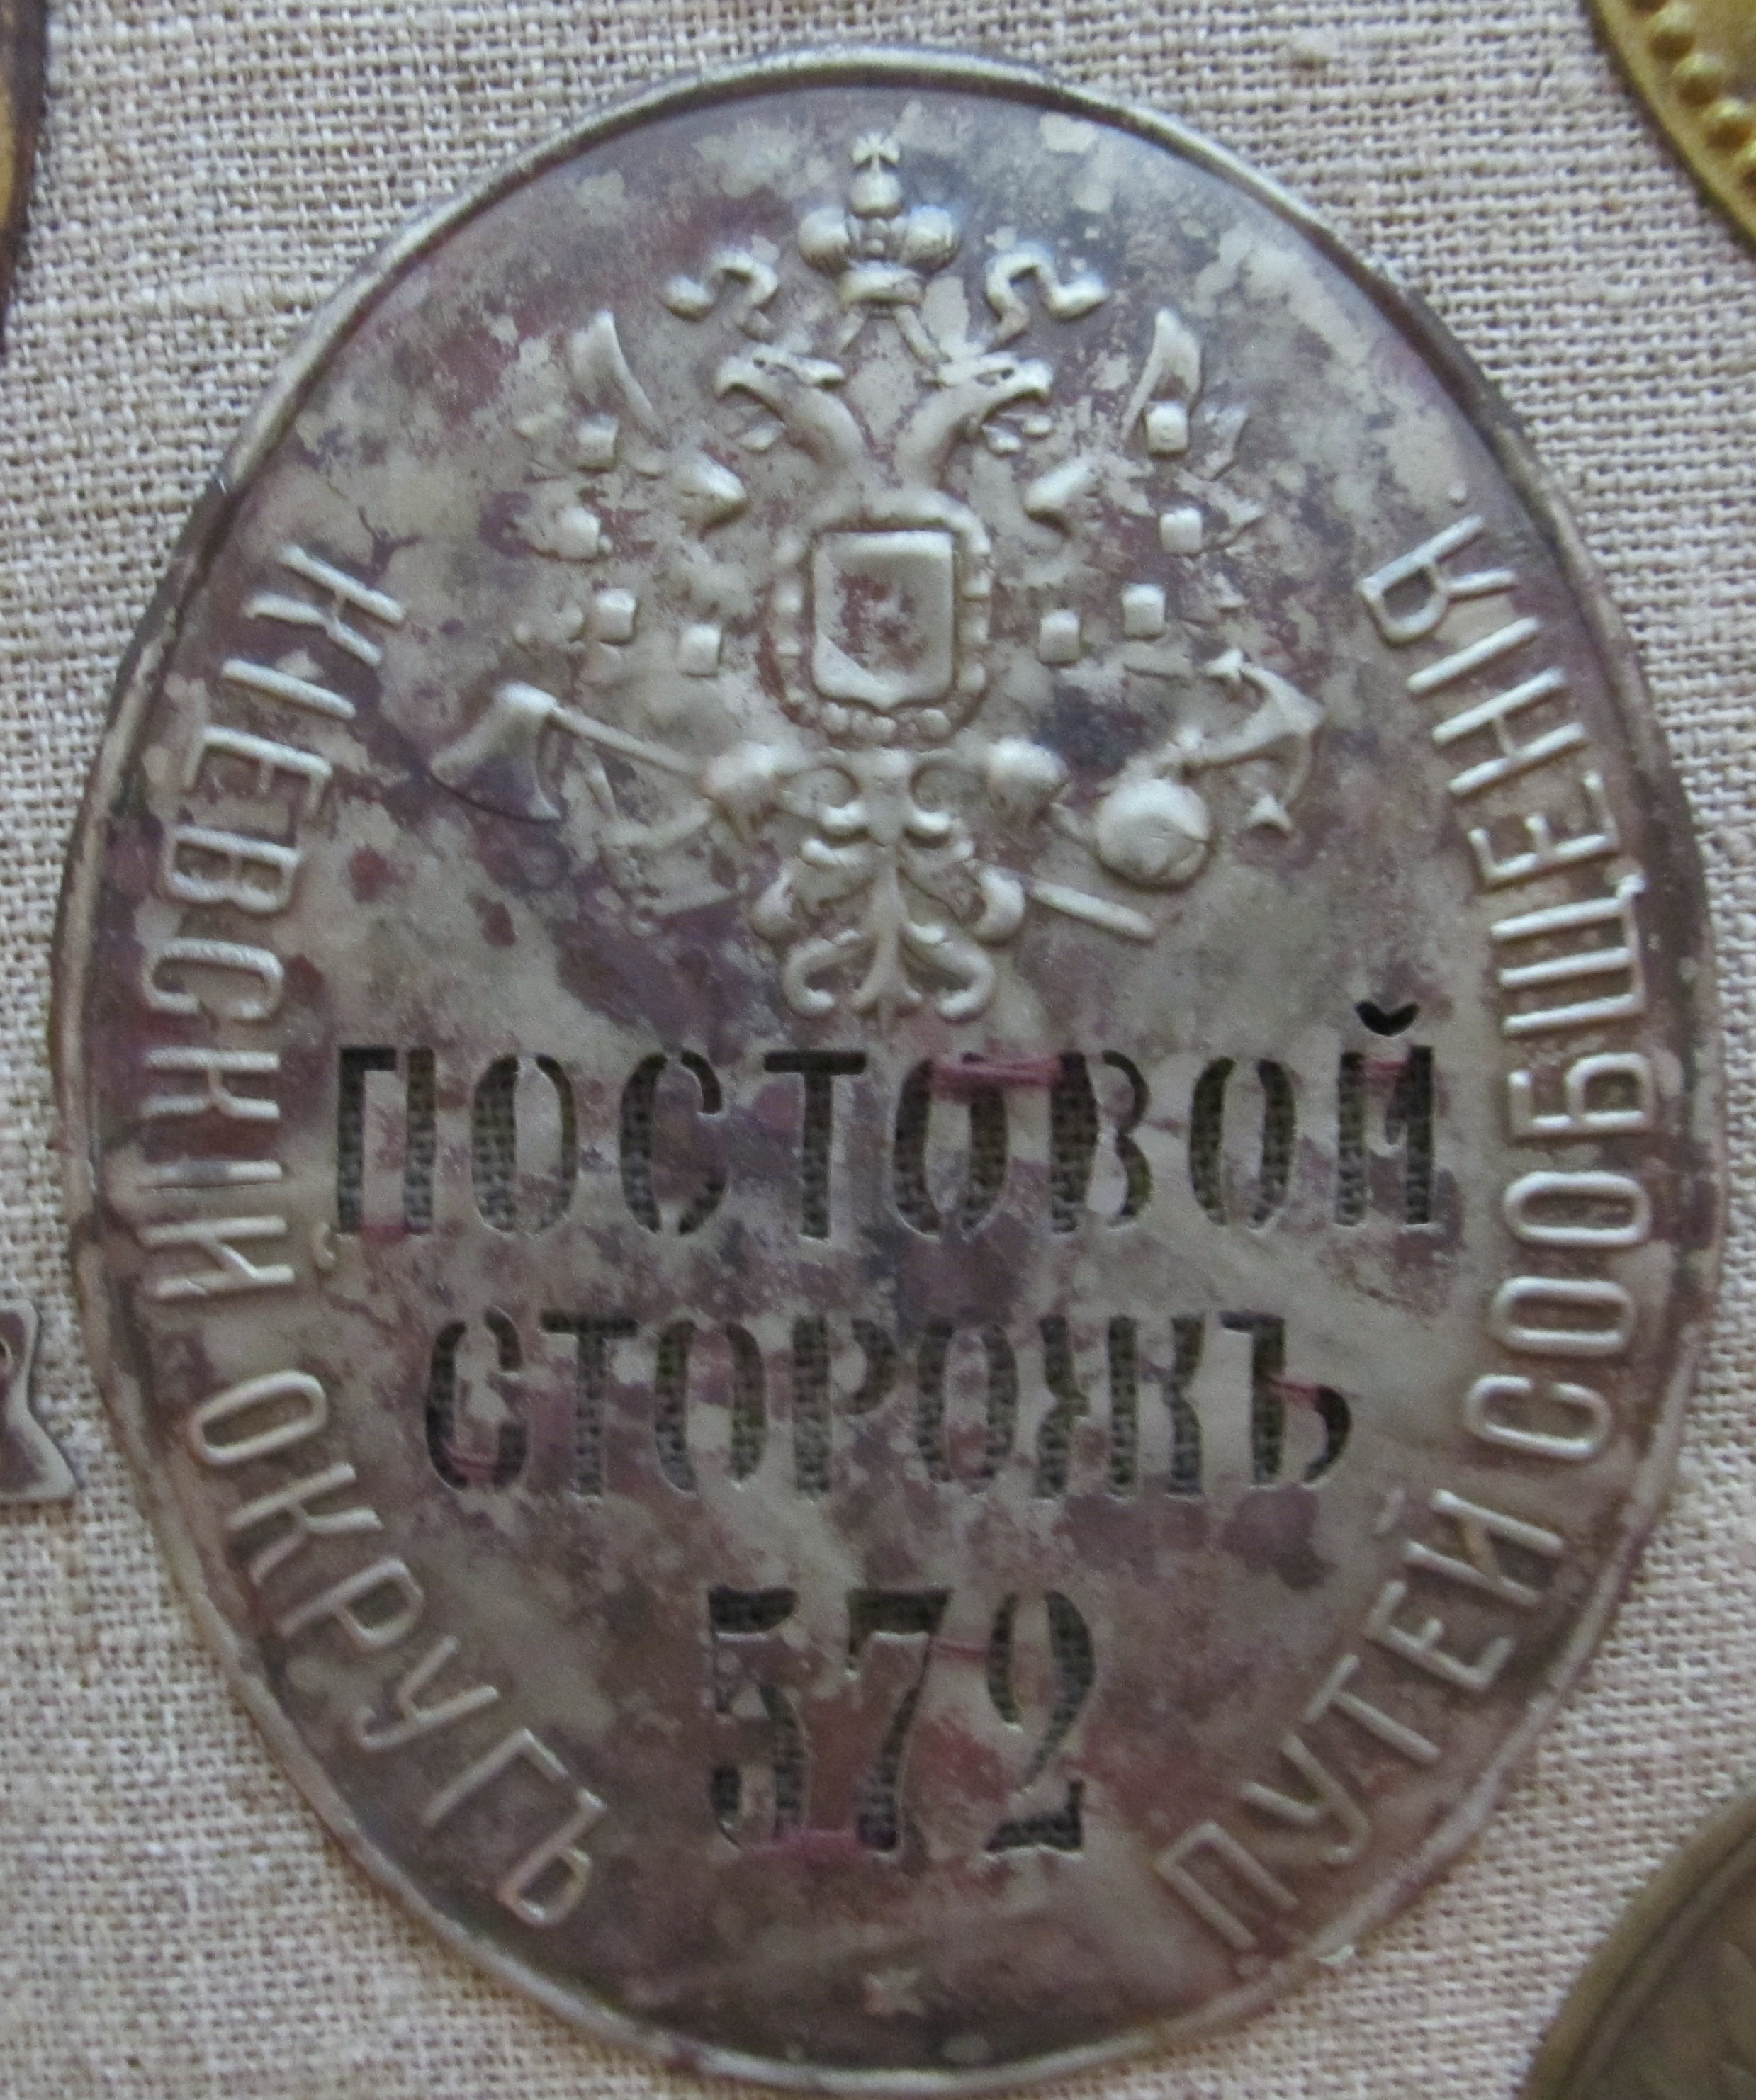 КІЕВСКІЙ ОКРУГЪ
ПУТЕЙ СООБЩЕНІЯ
ПОСТОВОЙ
СТОРОЖЪ
572